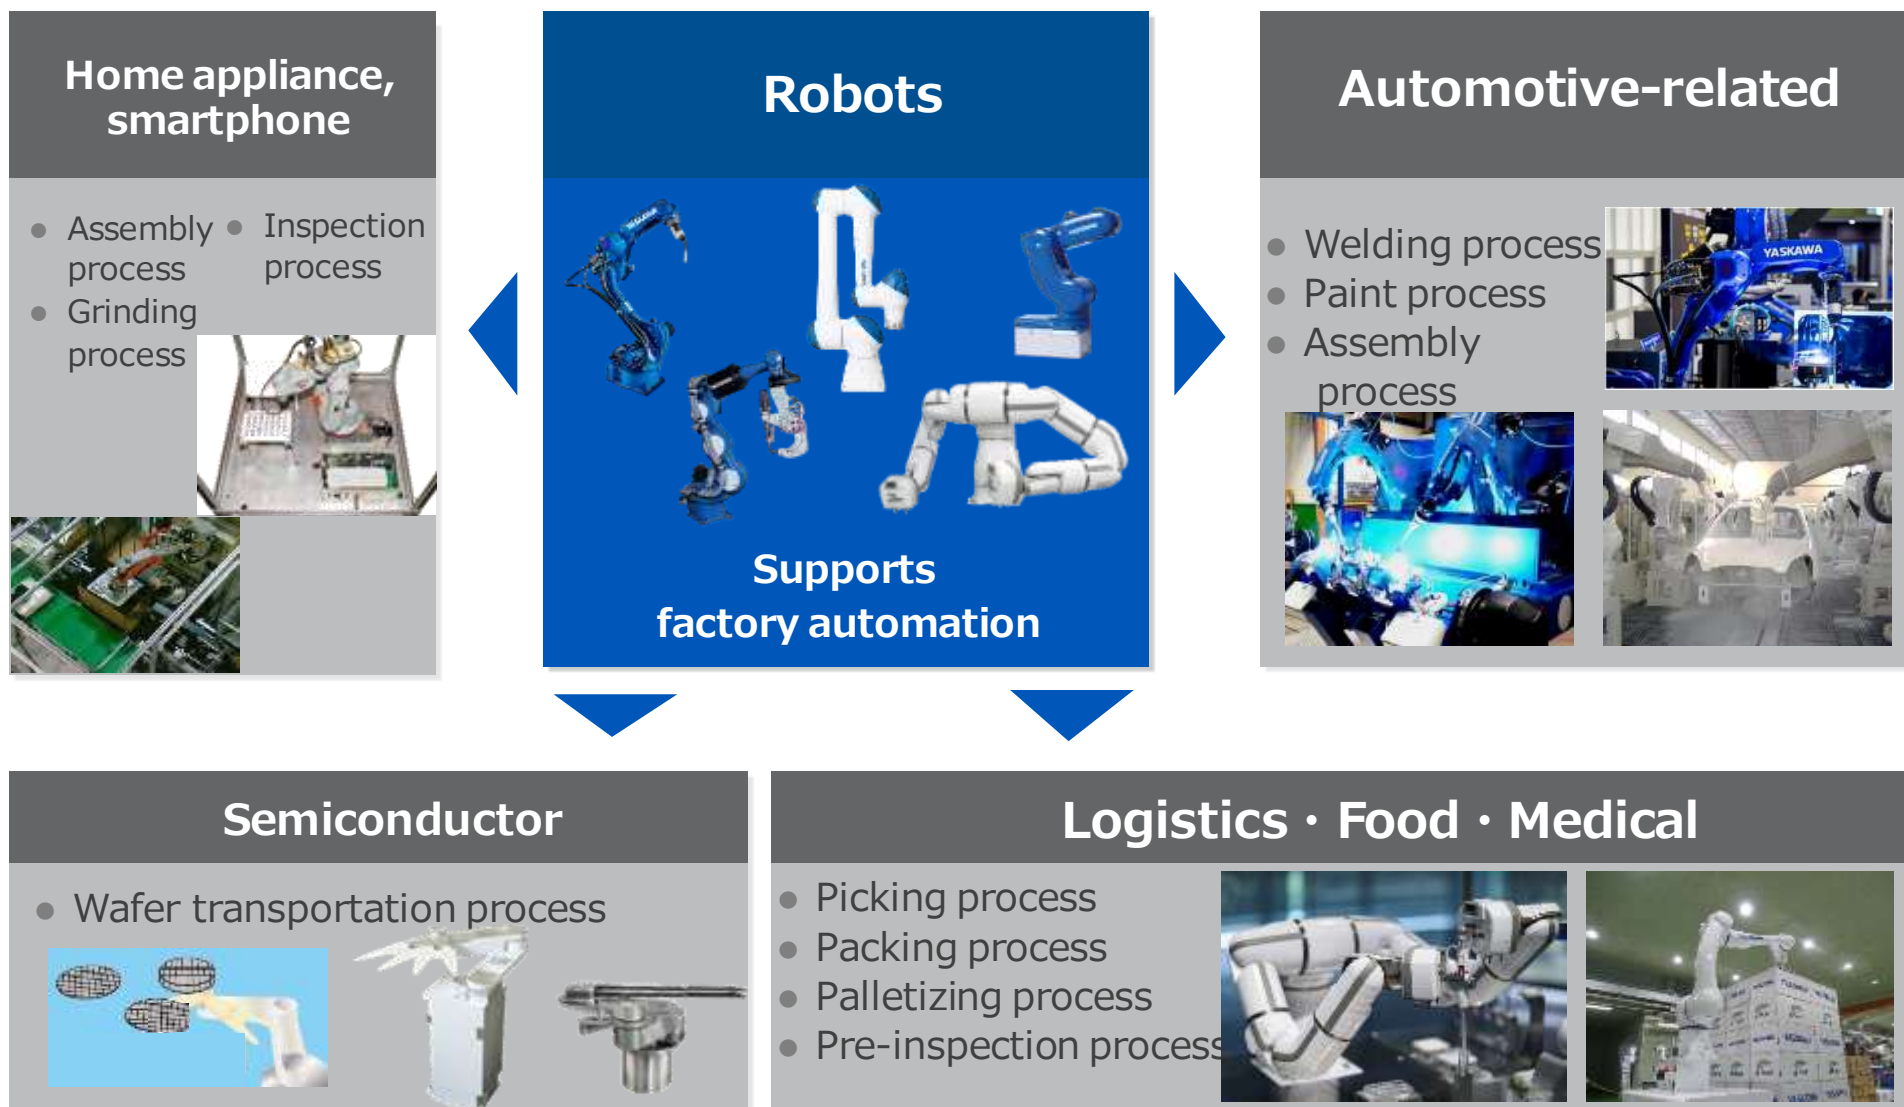 Home appliance,
smartphone
● Assembly
process
● Grinding
process
● Inspection
process
Robots
Supports
factory automation
Automotive-related
● Welding process
● Paint process
● Assembly
process
YASKAWA
Semiconductor
● Wafer transportation process
Logistics・Food・Medical
● Picking process
● Packing process
● Palletizing process
● Pre-inspection process